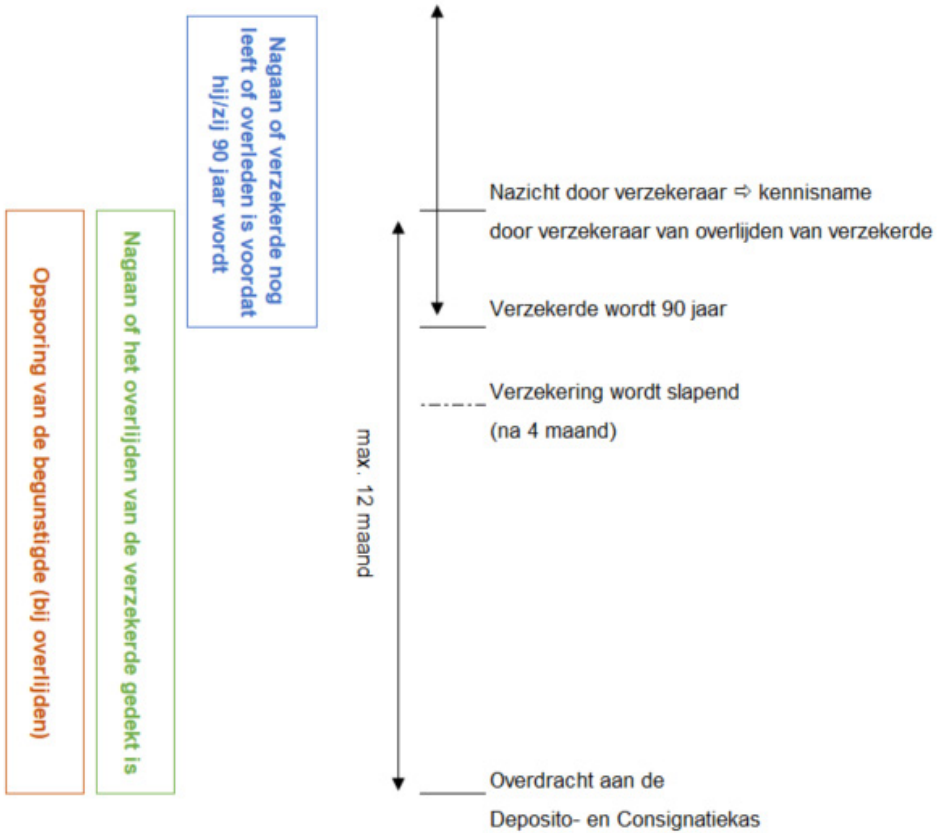 Nagaan of verzekerde nog
leeft of overleden is voordat
hij/zij 90 jaar wordt
Nazicht door verzekeraar ⇨ kennisname
door verzekeraar van overlijden van verzekerde
Verzekerde wordt 90 jaar
Verzekering wordt slapend
(na 4 maand)
max. 12 maand
Nagaan of het overlijden van de verzekerde gedekt is
Opsporing van de begunstigde (bij overlijden)
Overdracht aan de
Deposito- en Consignatiekas